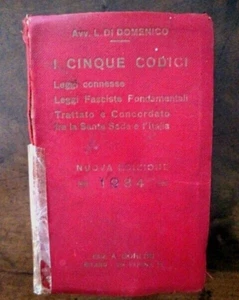 Avv. L. DI DOMENICO
I CINQUE CODICI
Leggi connesse
Leggi Fasciste Fondamentali
Trattato e Concordato
fra la Santa Sede e l'Italia
NUOVA EDIZIONE
1934